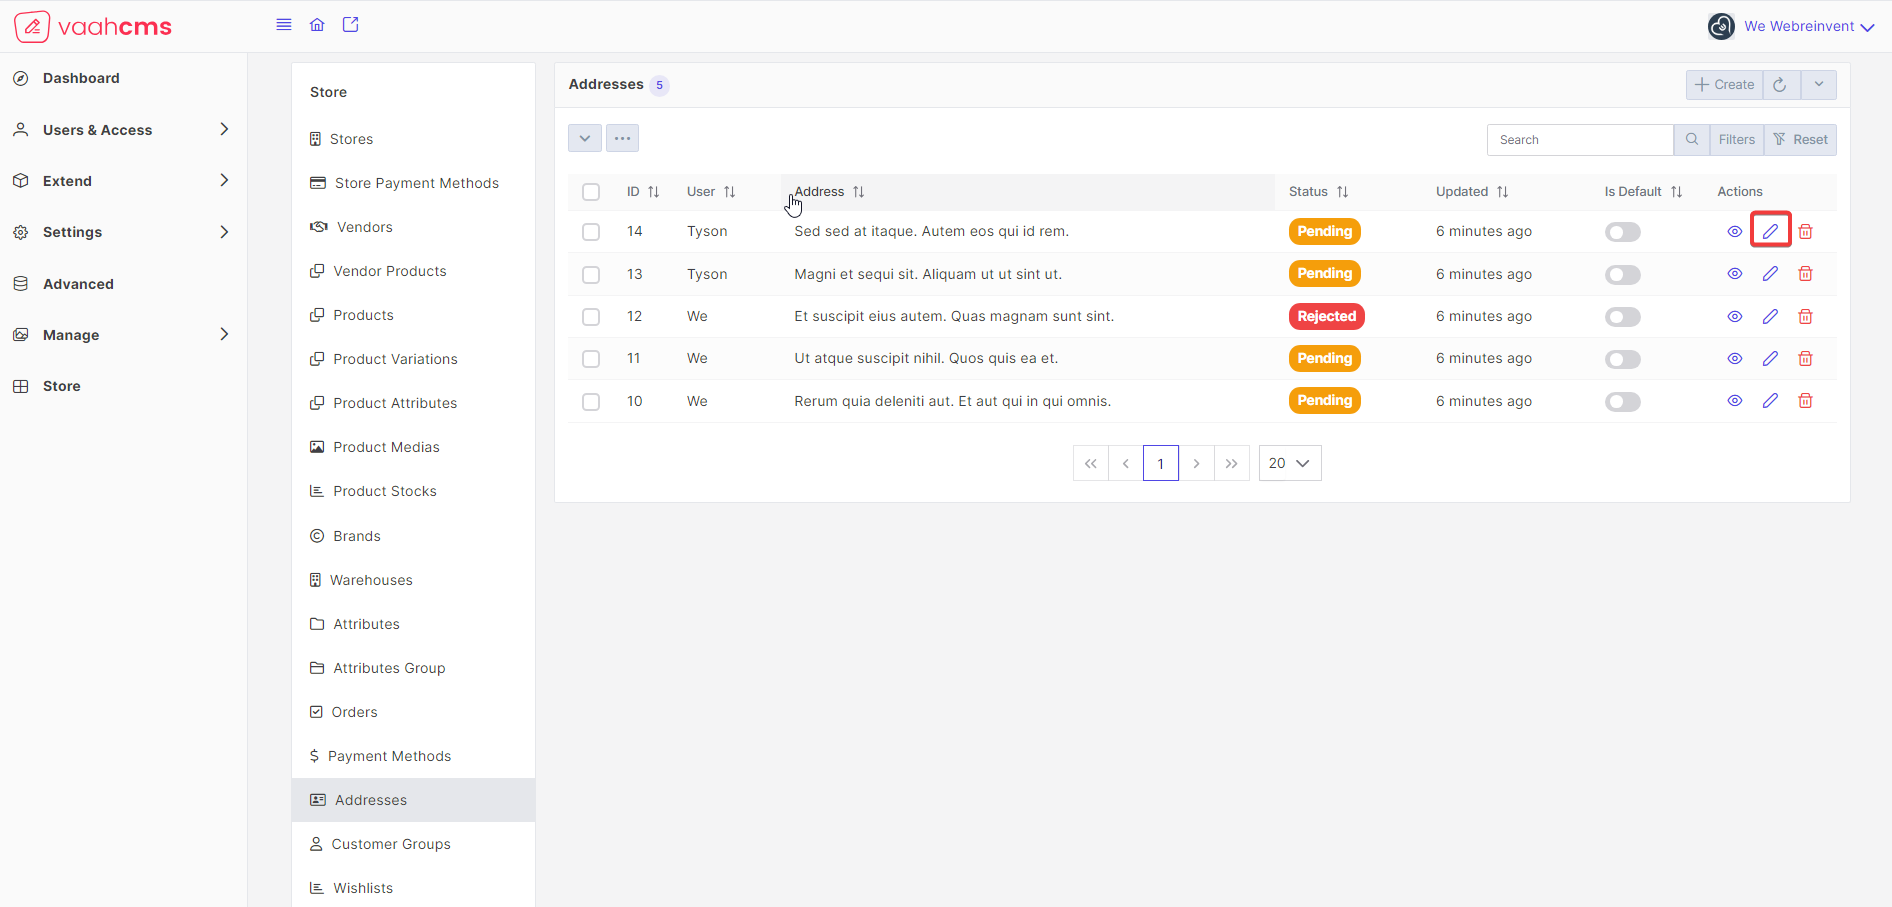 vaahcms
We Webreinvent
Dashboard
Users & Access
Extend
Settings
Advanced
Manage
Store
Store
Stores
Store Payment Methods
Vendors
Vendor Products
Products
Product Variations
Product Attributes
Product Medias
Product Stocks
Brands
Warehouses
Attributes
Attributes Group
Orders
Payment Methods
Addresses
Customer Groups
Wishlists
Addresses 5
Create
Search Filters Reset
ID User Address Status Updated Is Default Actions
14 Tyson Sed sed at itaque. Autem eos qui id rem. Pending 6 minutes ago
13 Tyson Magni et sequi sit. Aliquam ut ut sint ut. Pending 6 minutes ago
12 We Et suscipit eius autem. Quas magnam sunt sint. Rejected 6 minutes ago
11 We Ut atque suscipit nihil. Quos quis ea et. Pending 6 minutes ago
10 We Rerum quia deleniti aut. Et aut qui in qui omnis. Pending 6 minutes ago
1 20